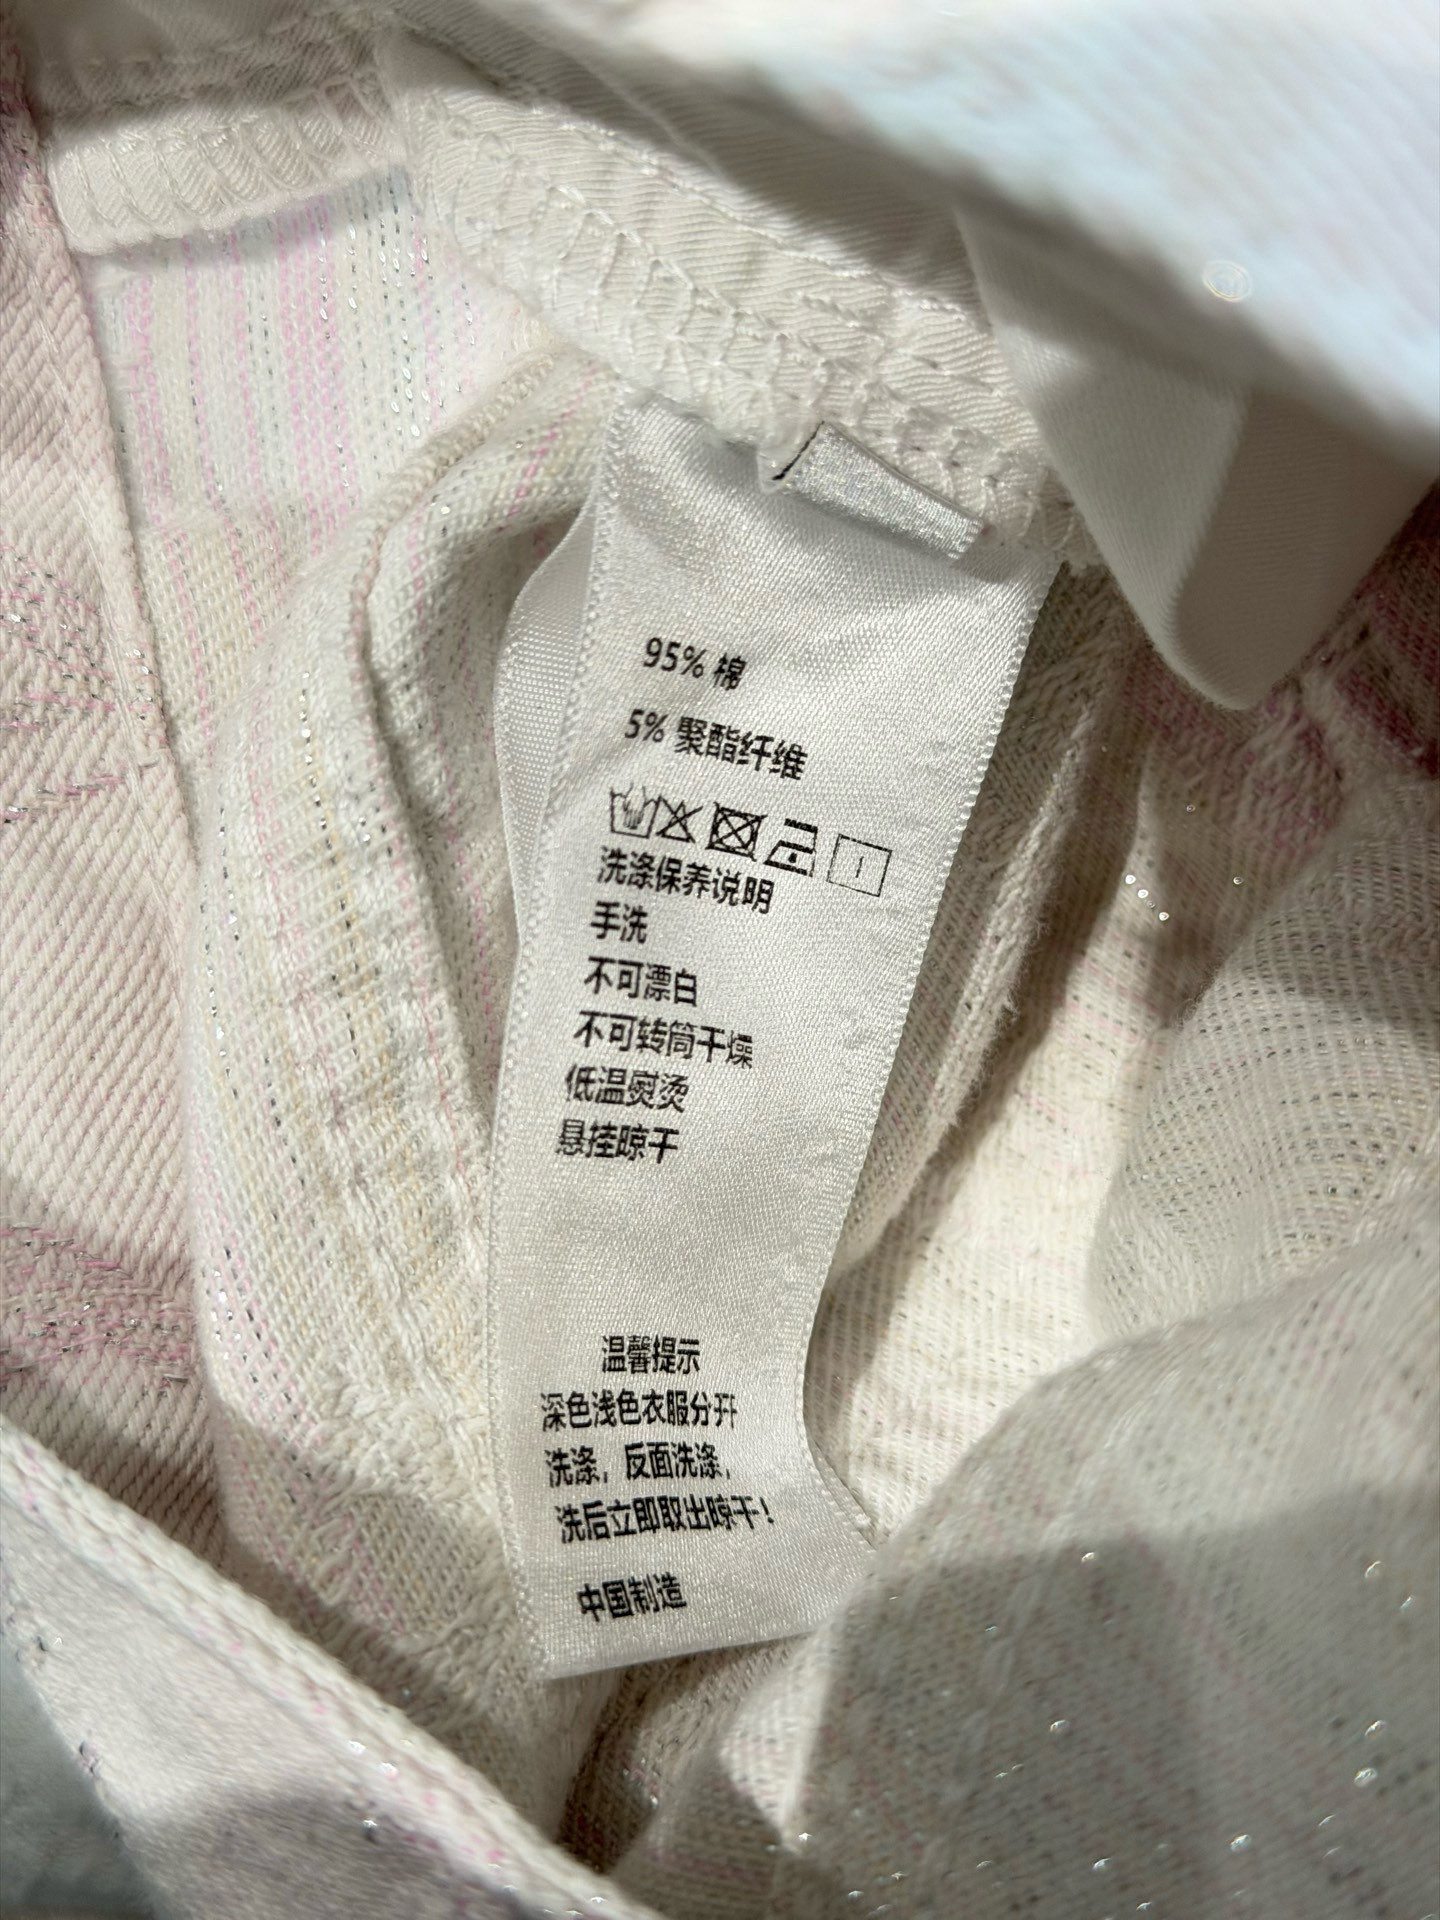 95% 棉
5% 聚酯纤维
洗涤保养说明
手洗
不可漂白
不可转筒干燥
低温熨烫
悬挂晾干
温馨提示
深色浅色衣服分开
洗涤，反面洗涤，
洗后立即取出晾干！
中国制造